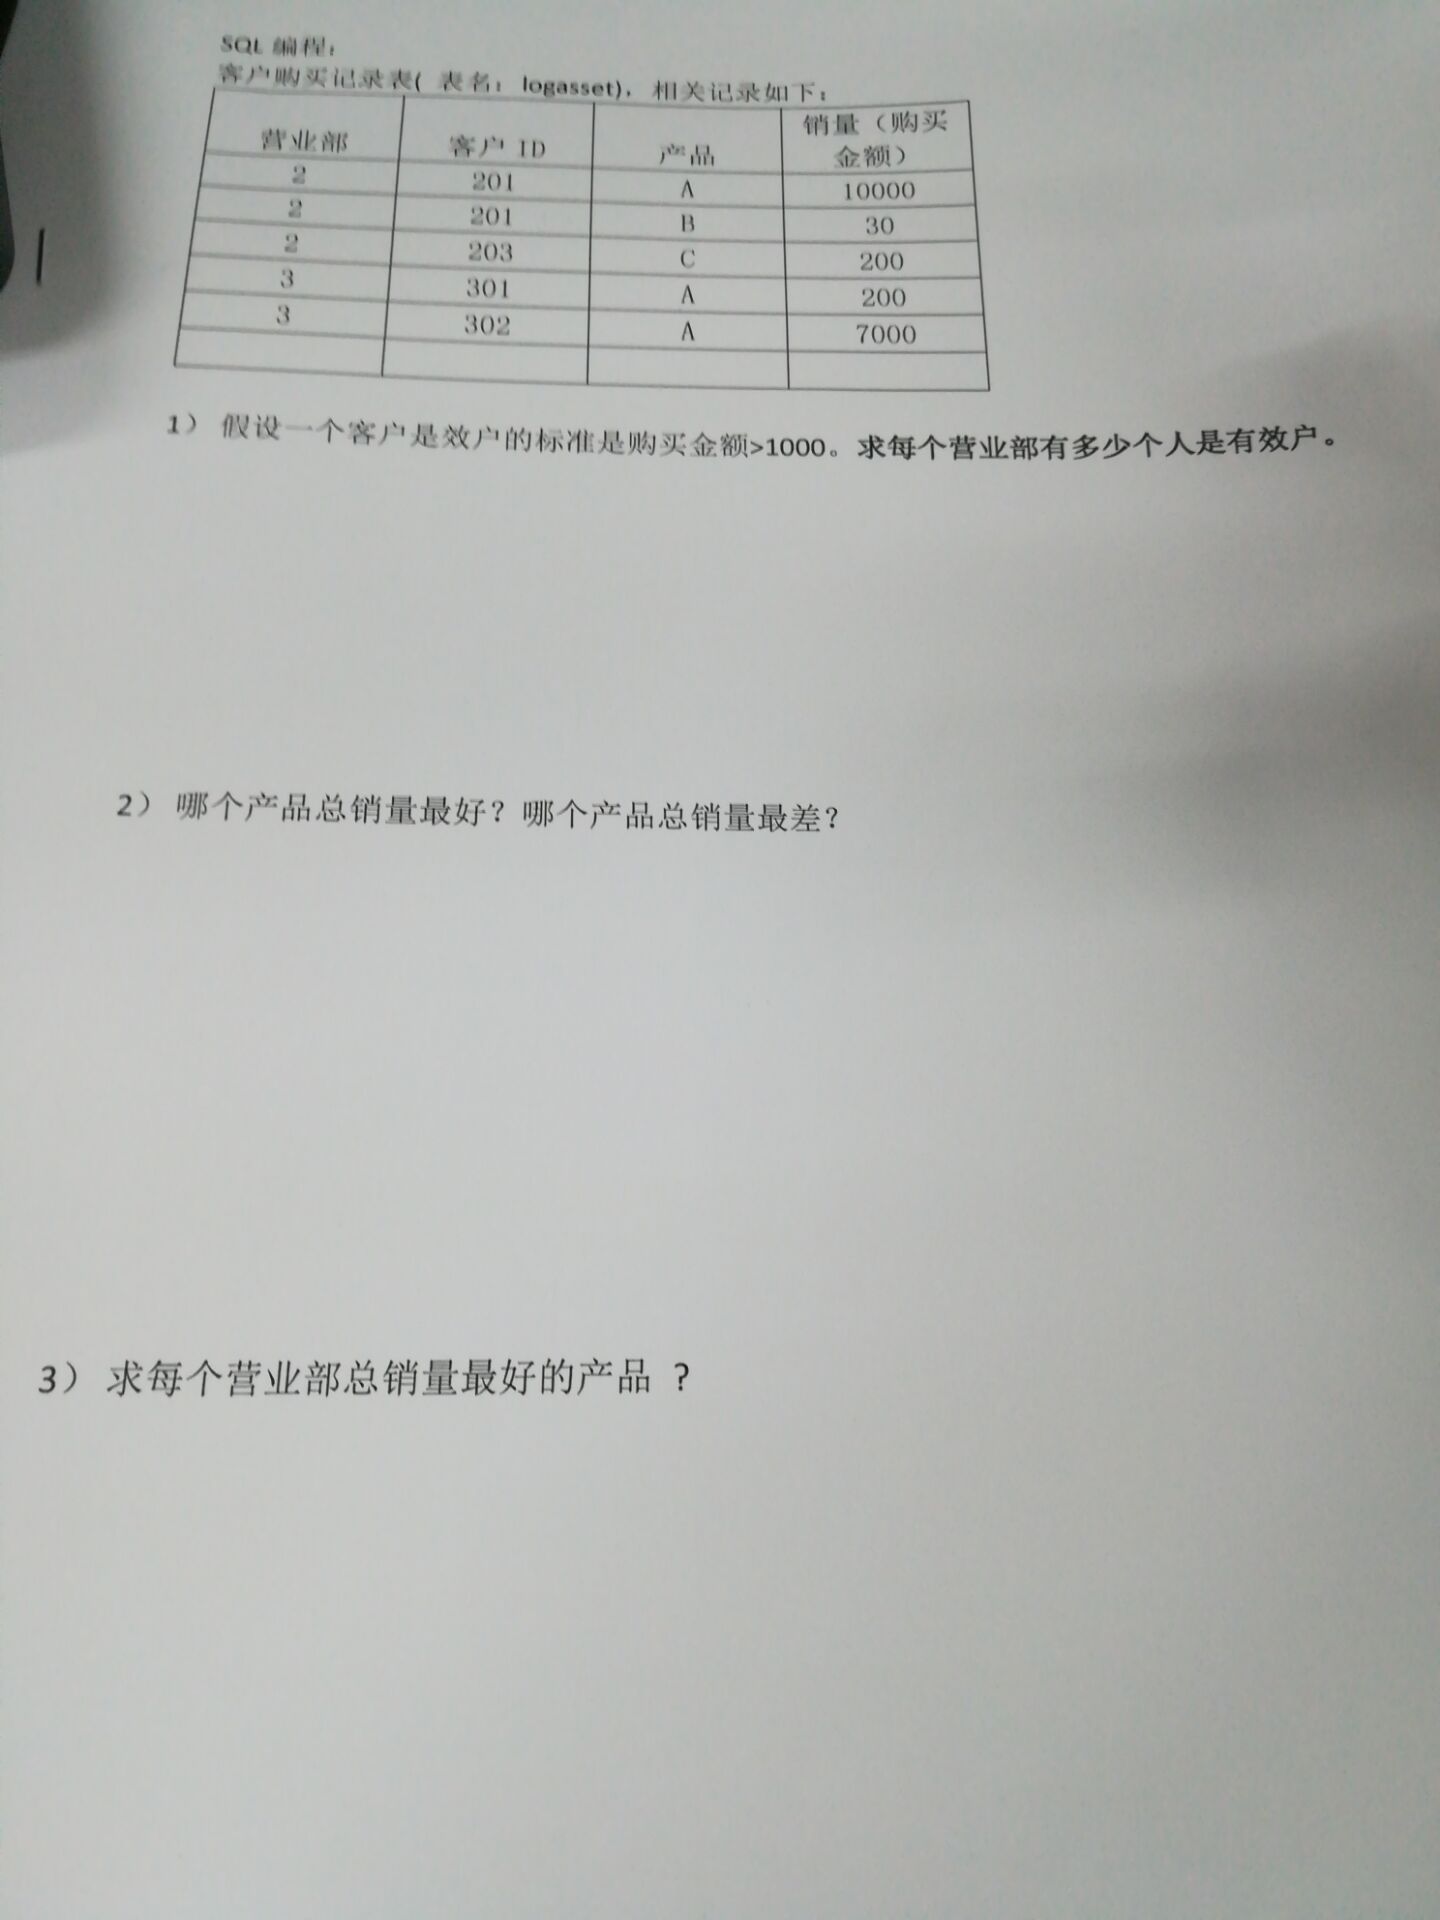 SQL 编程：
客户购买记录表( 表名：logasset)，相关记录如下：
营业部 客户 ID 产品 销量（购买
金额）
2 201 A 10000
2 201 B 30
2 203 C 200
3 301 A 200
3 302 A 7000
1） 假设一个客户是效户的标准是购买金额>1000。求每个营业部有多少个人是有效户。
2） 哪个产品总销量最好？哪个产品总销量最差？
3） 求每个营业部总销量最好的产品 ？